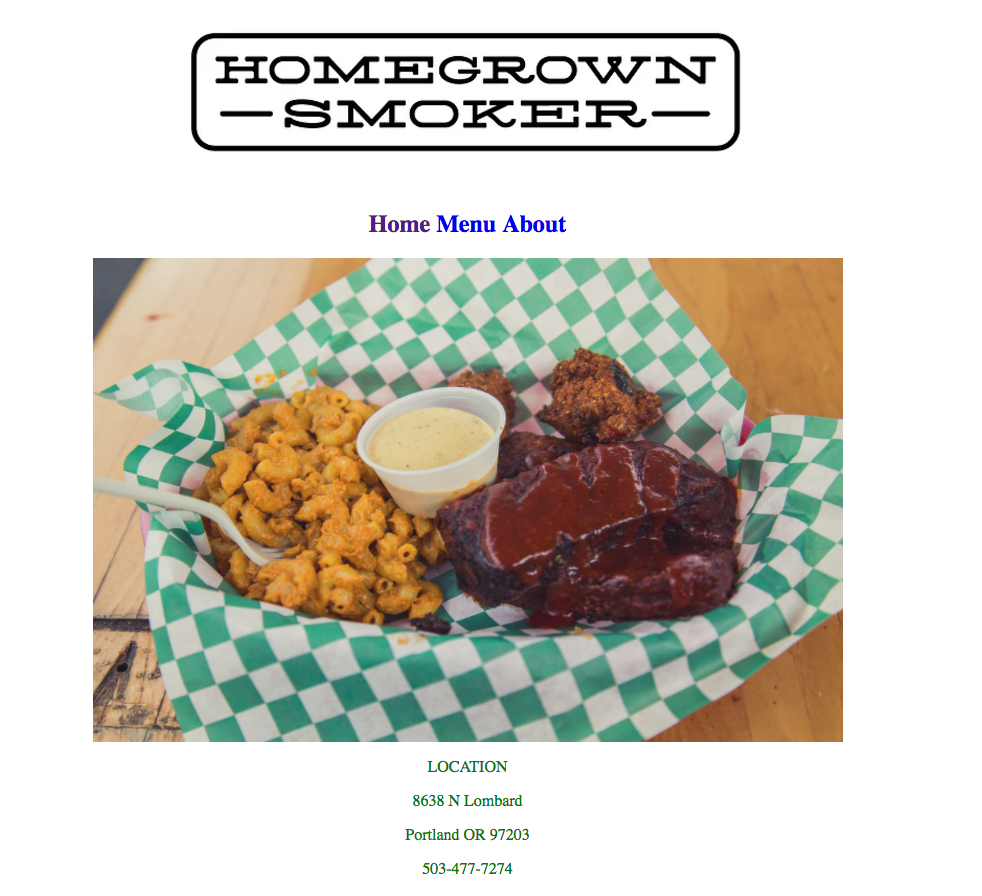 HOMEGROWN
—SMOKER—
Home Menu About
LOCATION
8638 N Lombard
Portland OR 97203
503-477-7274